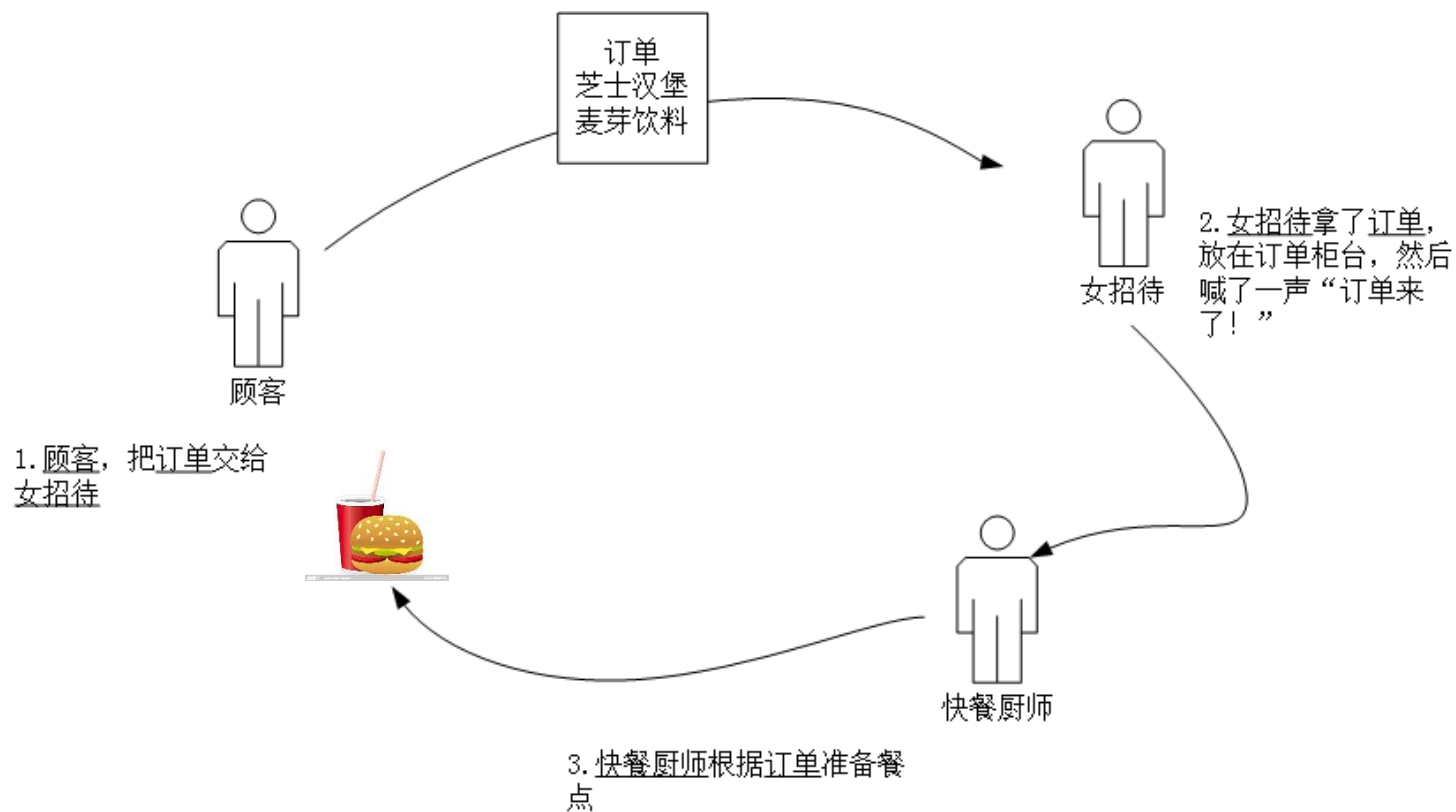 订单
芝士汉堡
麦芽饮料
女招待
2.女招待拿了订单，
放在订单柜台，然后
喊了一声“订单来
了！”
顾客
1.顾客，把订单交给
女招待
快餐厨师
3.快餐厨师根据订单准备餐
点